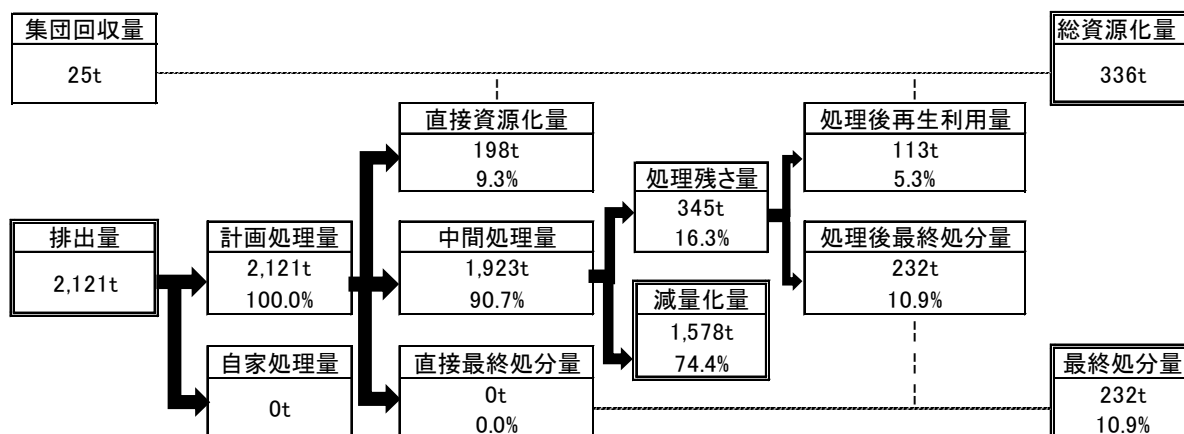 集団回収量
25t
総資源化量
336t
直接資源化量
198t
9.3%
処理後再生利用量
113t
5.3%
処理残さ量
345t
16.3%
排出量
2,121t
計画処理量
2,121t
100.0%
中間処理量
1,923t
90.7%
処理後最終処分量
232t
10.9%
減量化量
1,578t
74.4%
自家処理量
0t
直接最終処分量
0t
0.0%
最終処分量
232t
10.9%